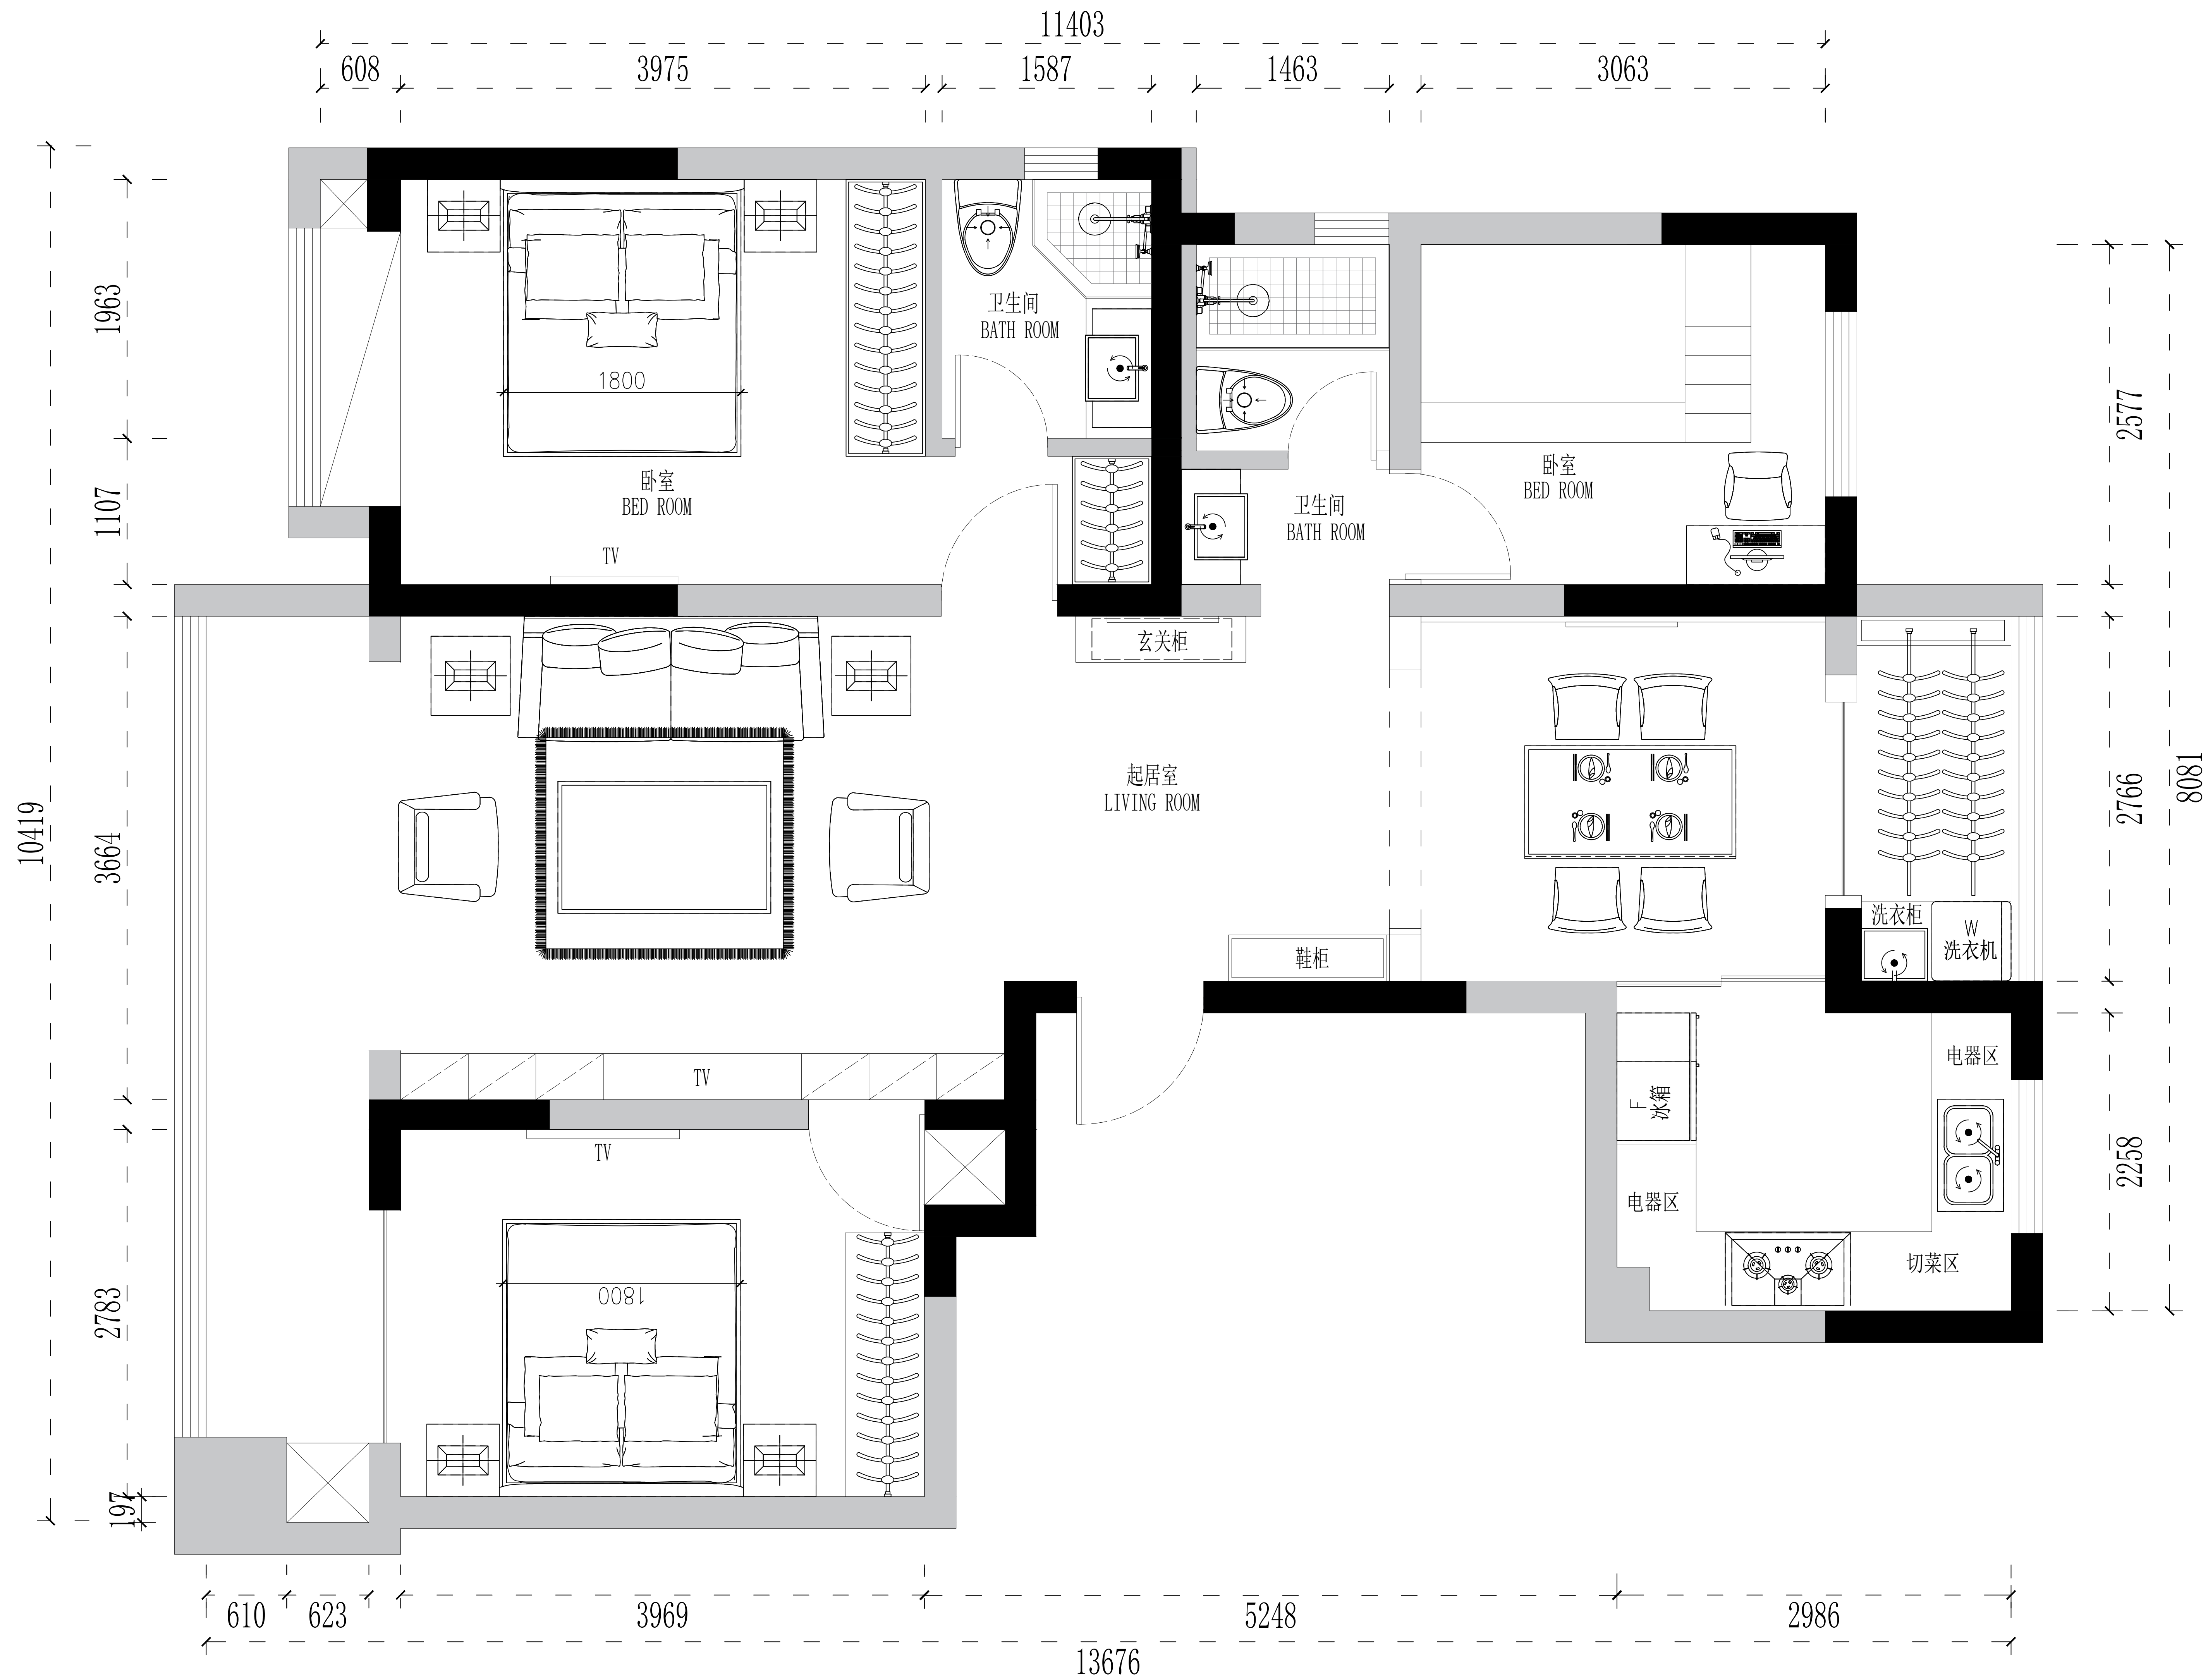 11403
608
3975
1587
1463
3063
1963
1107
3664
2783
197
10419
2577
2766
2258
8081
1800
卧室
BED ROOM
TV
卫生间
BATH ROOM
卫生间
BATH ROOM
卧室
BED ROOM
玄关柜
起居室
LIVING ROOM
鞋柜
洗衣柜
W
洗衣机
TV
TV
1800
F
冰箱
电器区
电器区
切菜区
610
623
3969
5248
2986
13676